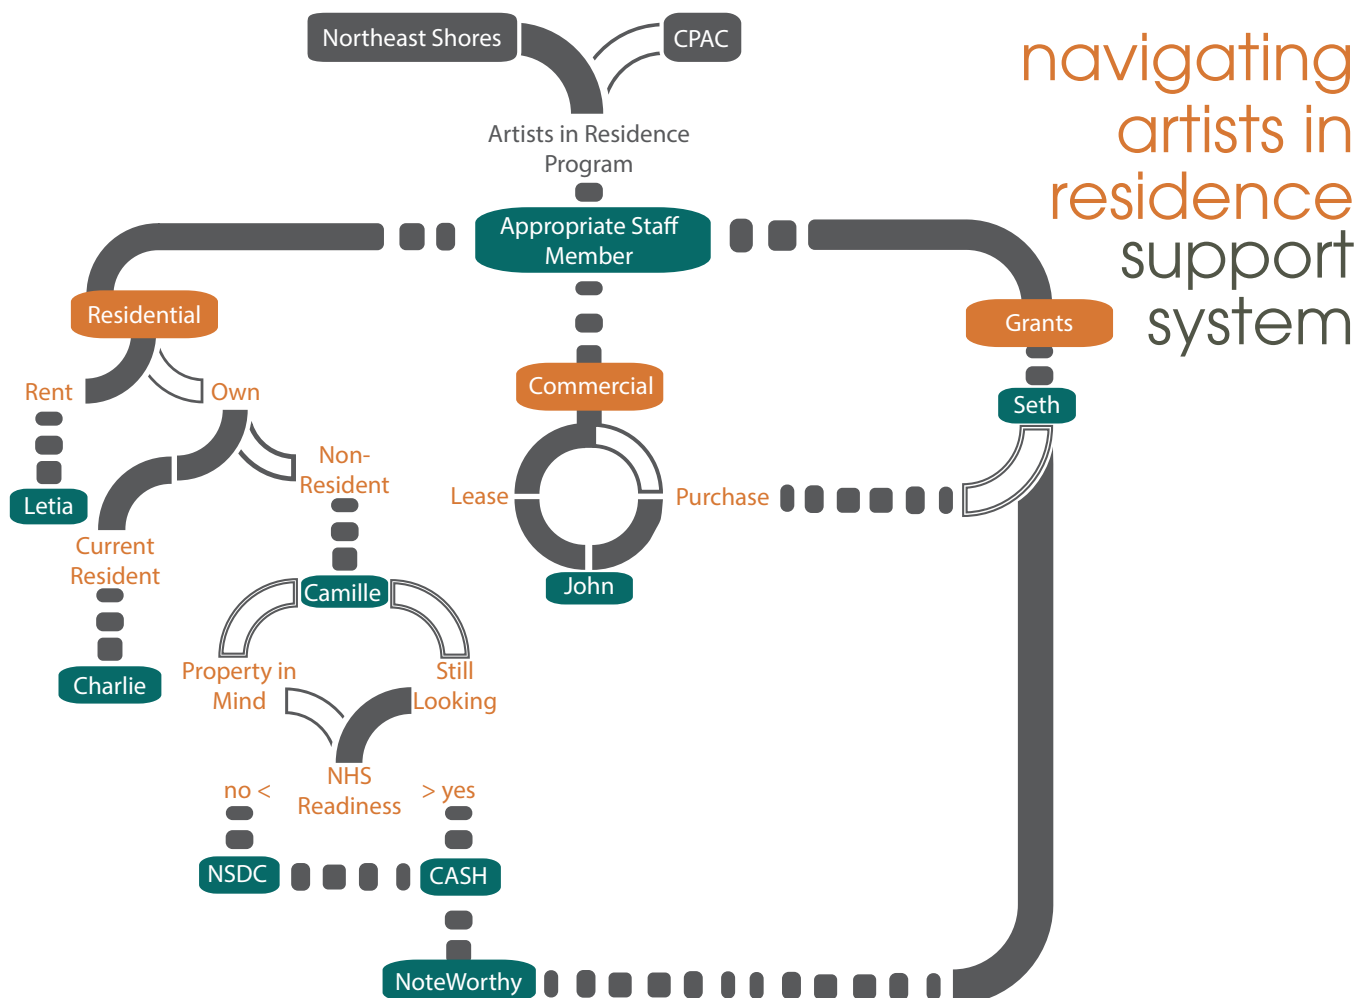 navigating
artists in
residence
support
system
Northeast Shores
CPAC
Artists in Residence
Program
Appropriate Staff
Member
Residential
Grants
Commercial
Rent
Own
Seth
Non-
Resident
Lease
Purchase
Letia
Current
Resident
John
Camille
Charlie
Property in
Mind
Still
Looking
no <
NHS
Readiness
> yes
NSDC
CASH
NoteWorthy